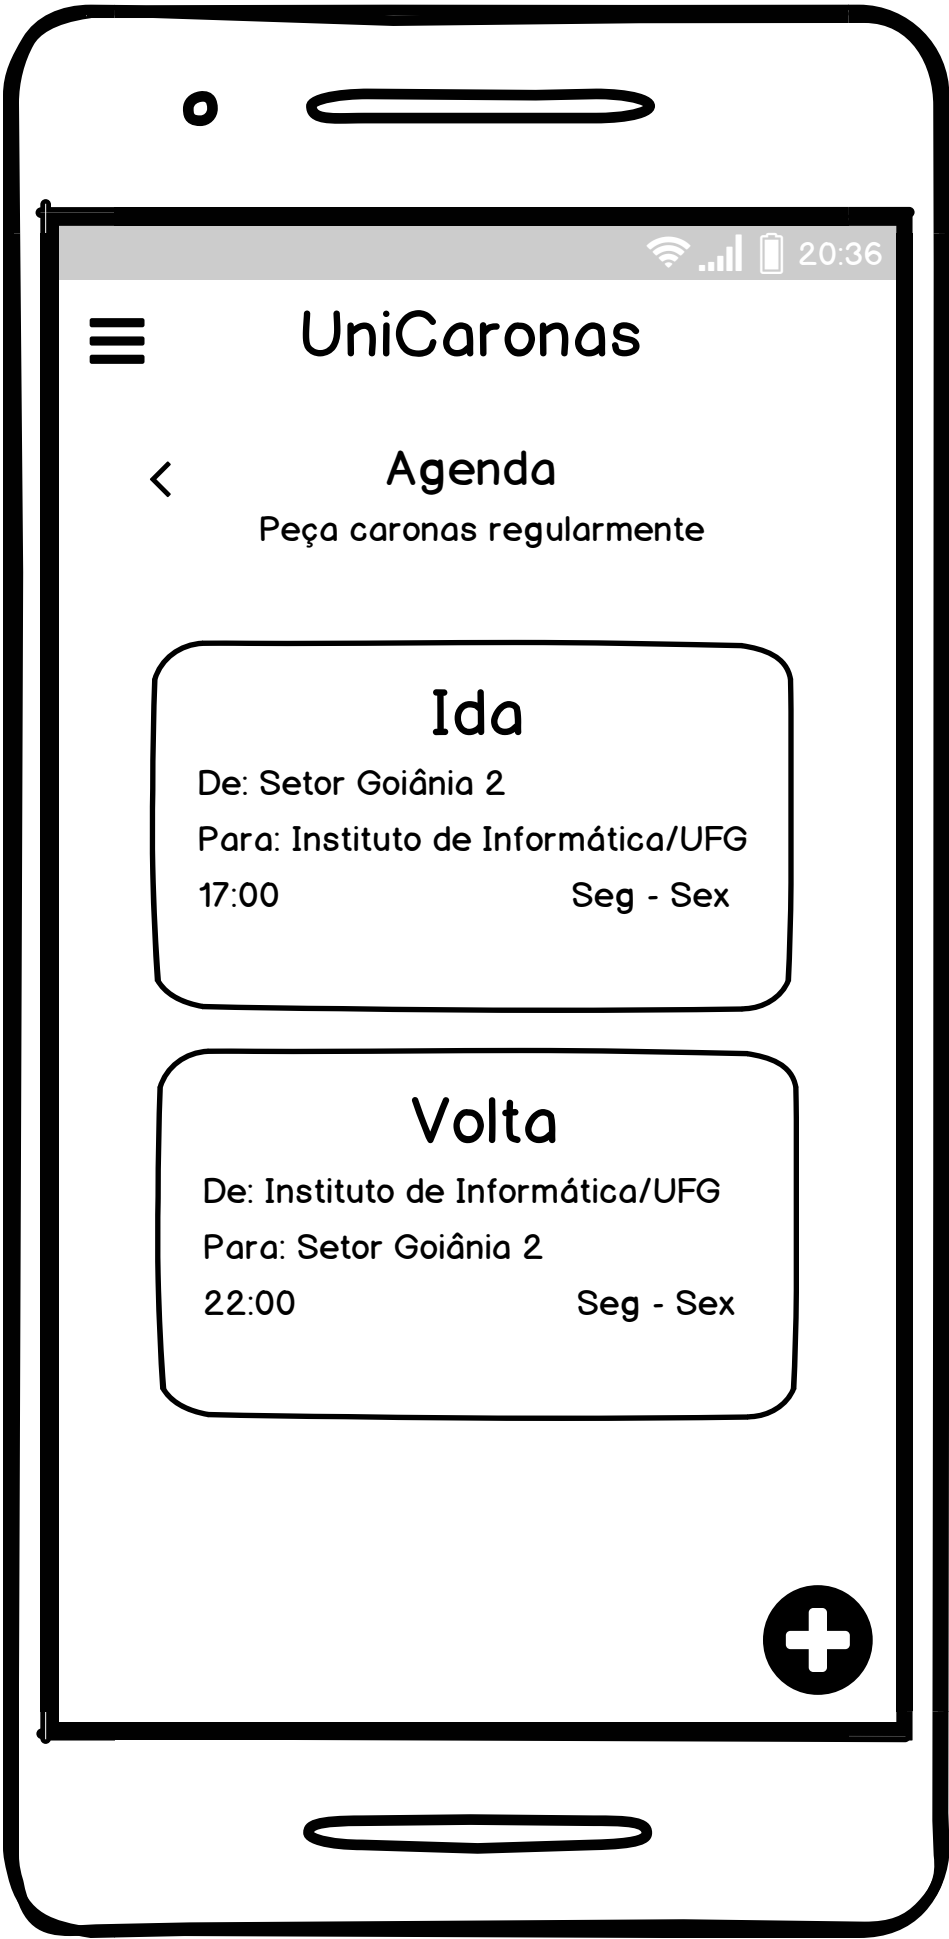 20:36
UniCaronas
Agenda
Peça caronas regularmente
Ida
De: Setor Goiânia 2
Para: Instituto de Informática/UFG
17:00 Seg - Sex
Volta
De: Instituto de Informática/UFG
Para: Setor Goiânia 2
22:00 Seg - Sex